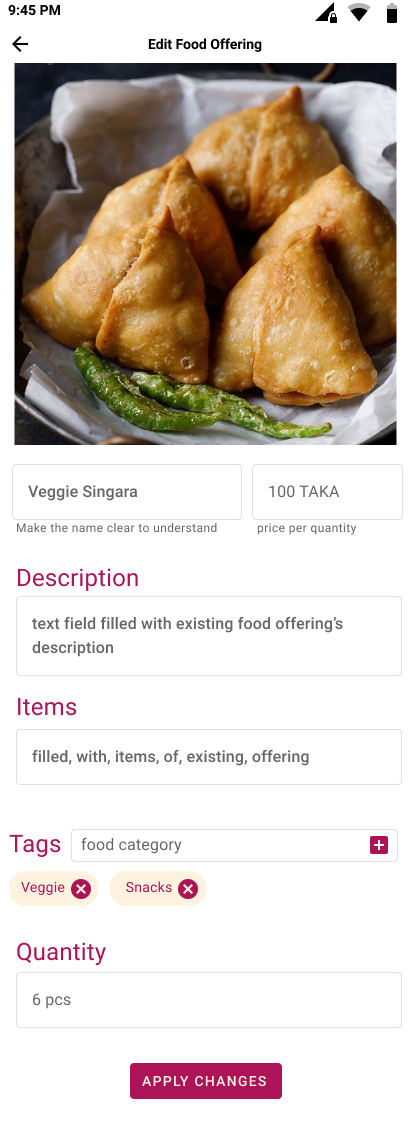 9:45 PM
Edit Food Offering
Veggie Singara
100 TAKA
Make the name clear to understand
price per quantity
Description
text field filled with existing food offering’s
description
Items
filled, with, items, of, existing, offering
Tags
food category
Veggie
Snacks
Quantity
6 pcs
APPLY CHANGES